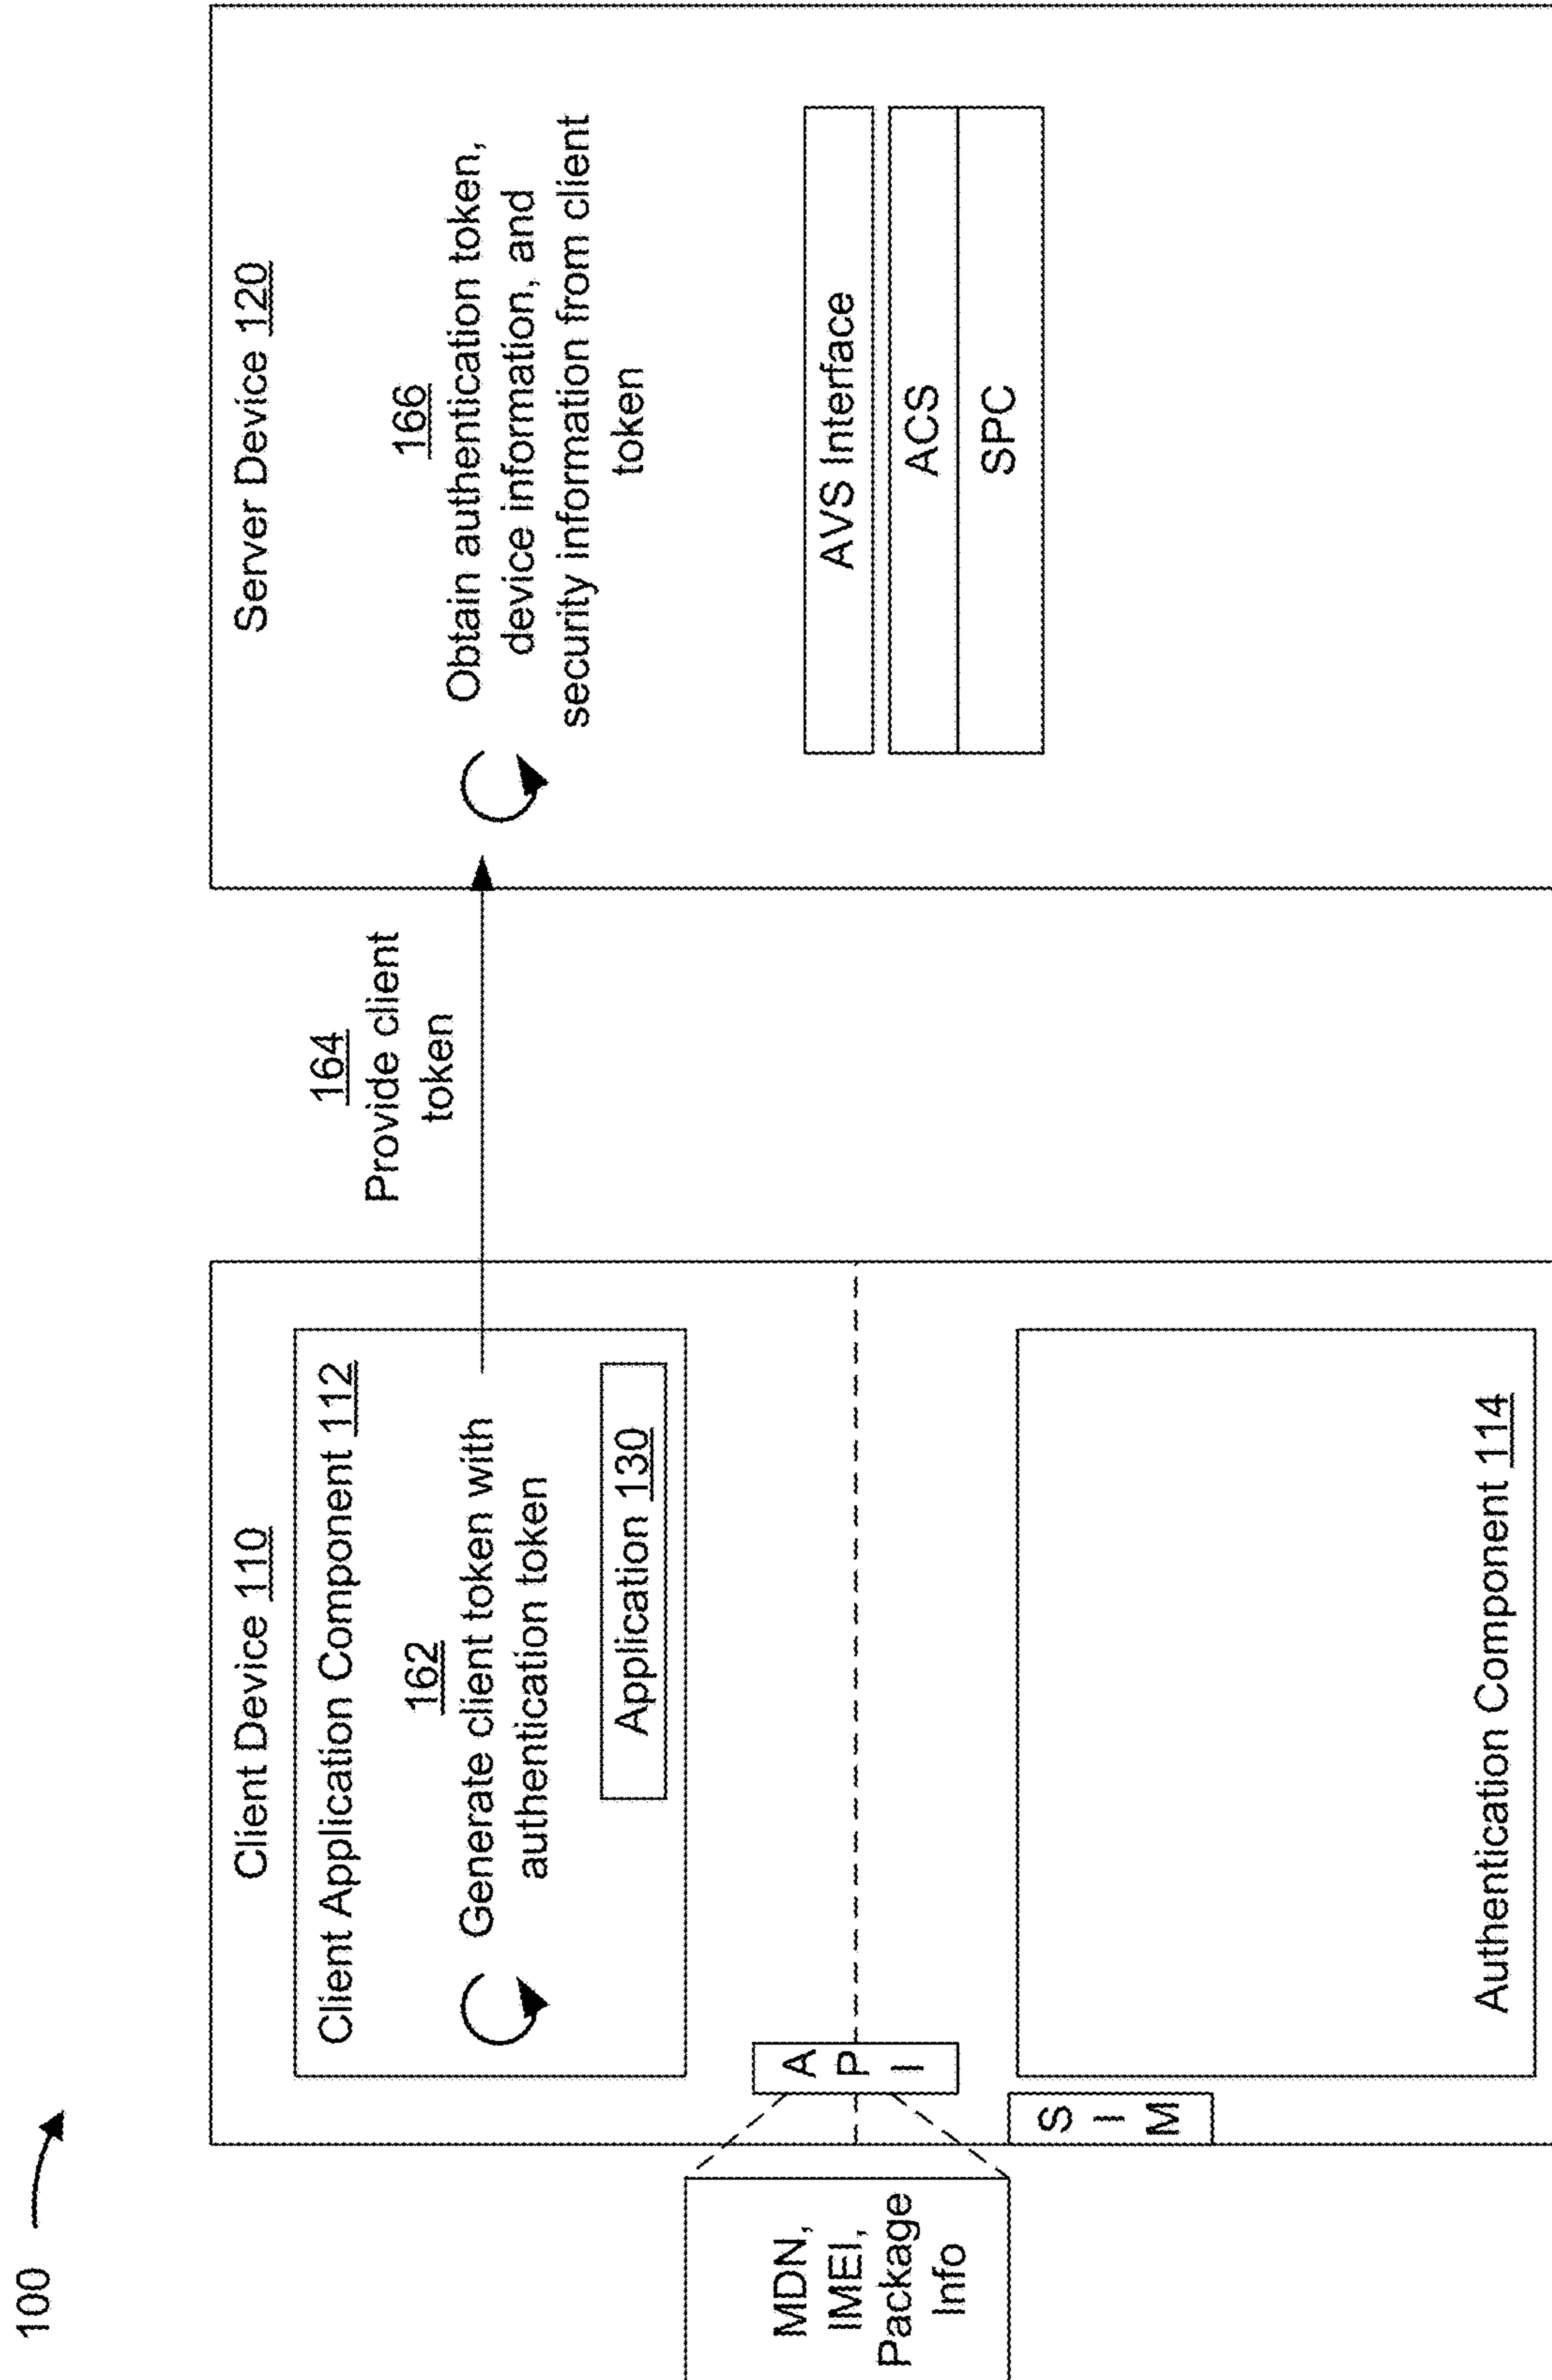 100
Client Device 110
Client Application Component 112
162
Generate client token with
authentication token
Application 130
A
P
I
MDN,
IMEI,
Package
Info
S
I
M
Authentication Component 114
164
Provide client
token
Server Device 120
166
Obtain authentication token,
device information, and
security information from client
token
AVS Interface
ACS
SPC